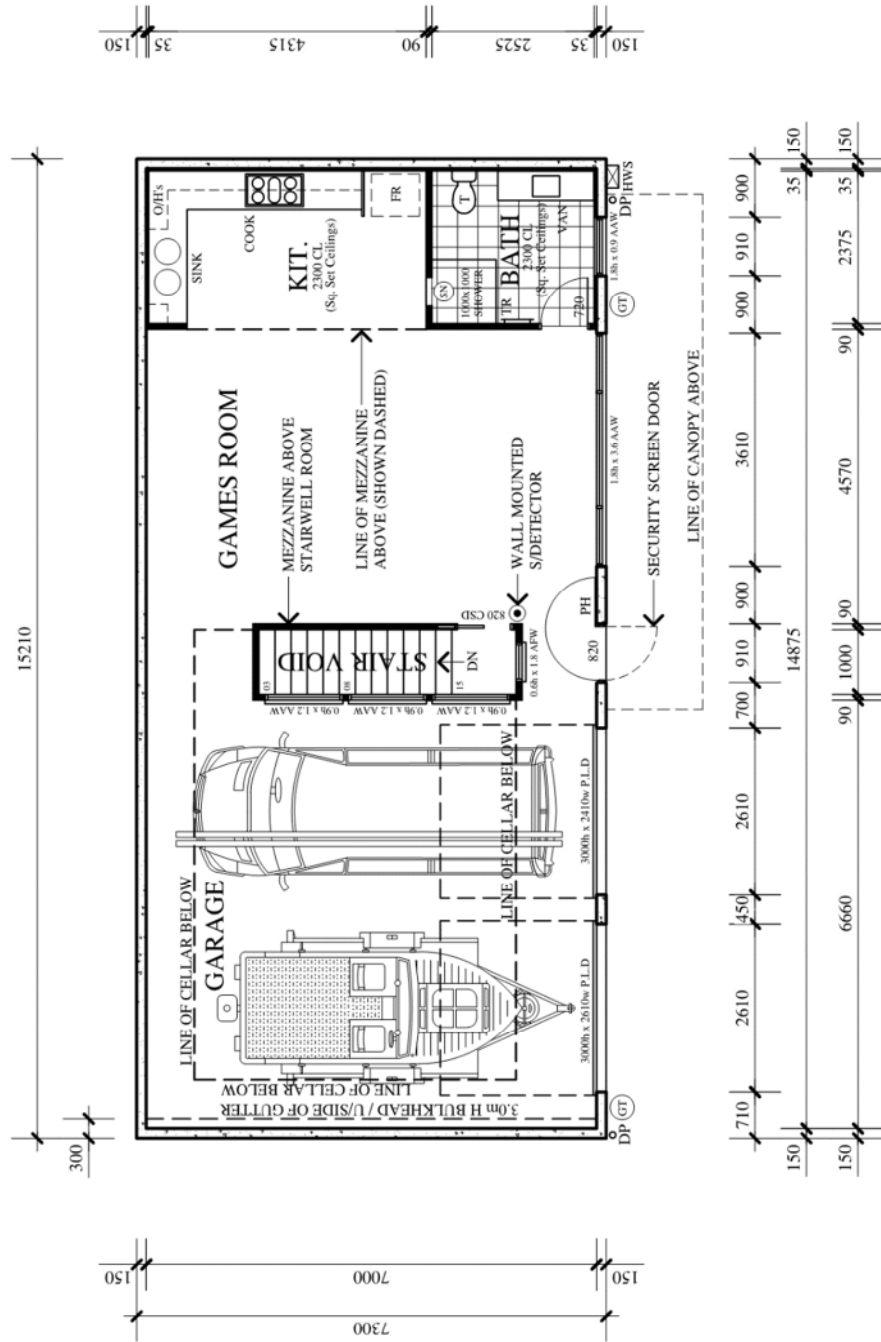 150
35
4315
90
2525
35
150
15210
O/H's
SINK
COOK
KIT.
2300 CL
(Sq. Set Ceilings)
FR
T
BATH
2300 CL
(Sq. Set Ceilings)
VAN
SN
1000x1000
SHOWER
TR
720
DP
HWS
1.8h x 0.9 AAW
GT
GAMES ROOM
MEZZANINE ABOVE
STAIRWELL ROOM
LINE OF MEZZANINE
ABOVE (SHOWN DASHED)
WALL MOUNTED
S/DETECTOR
SECURITY SCREEN DOOR
LINE OF CANOPY ABOVE
1.8h x 3.6 AAW
820 CSD
PH
820
STAIR VOID
DN
03
08
15
0.6h x 1.8 AFW
0.9h x 1.2 AAW
0.9h x 1.2 AAW
0.9h x 1.2 AAW
GARAGE
LINE OF CELLAR BELOW
LINE OF CELLAR BELOW
LINE OF CELLAR BELOW
3.0m H BULKHEAD / U/SIDE OF GUTTER
3000h x 2410w P.L.D
3000h x 2610w P.L.D
DP
GT
300
150
7000
150
7300
900
910
900
3610
900
910
700
2610
450
2610
710
150
35
14875
150
150
35
2375
90
4570
90
1000
90
6660
150